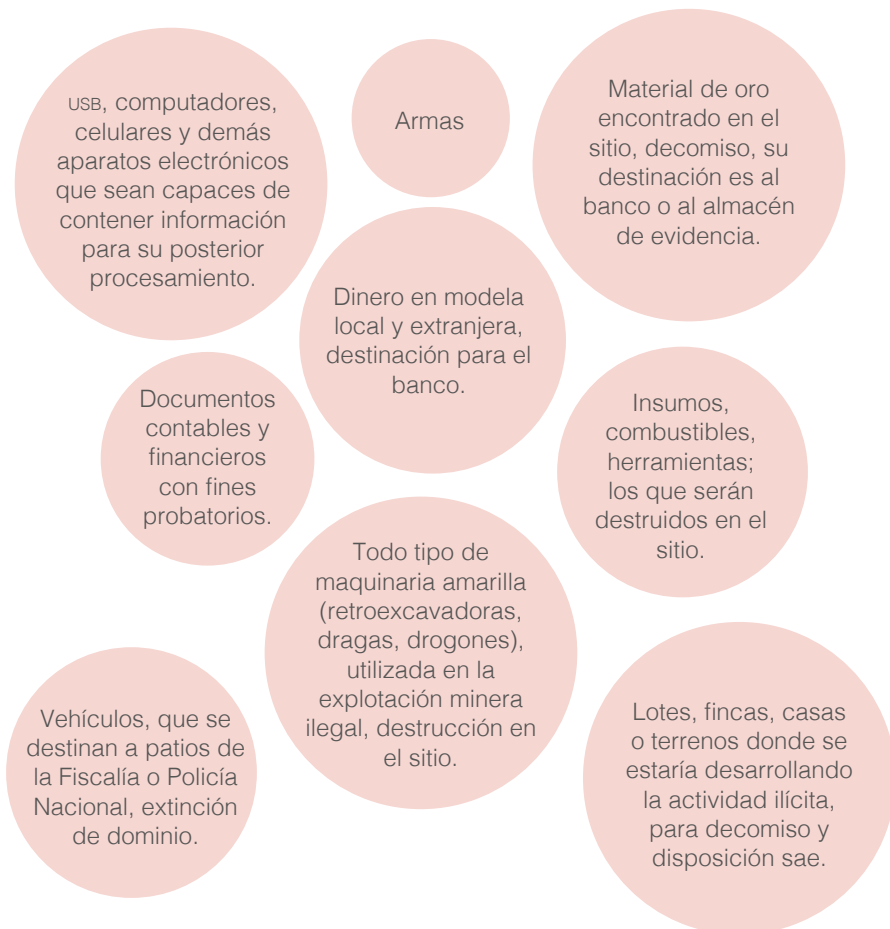 USB, computadores,
celulares y demás
aparatos electrónicos
que sean capaces de
contener información
para su posterior
procesamiento.
Armas
Material de oro
encontrado en el
sitio, decomiso, su
destinación es al
banco o al almacén
de evidencia.
Dinero en modela
local y extranjera,
destinación para el
banco.
Documentos
contables y
financieros
con fines
probatorios.
Insumos,
combustibles,
herramientas;
los que serán
destruidos en el
sitio.
Todo tipo de
maquinaria amarilla
(retroexcavadoras,
dragas, drogones),
utilizada en la
explotación minera
ilegal, destrucción en
el sitio.
Vehículos, que se
destinan a patios de
la Fiscalía o Policía
Nacional, extinción
de dominio.
Lotes, fincas, casas
o terrenos donde se
estaría desarrollando
la actividad ilícita,
para decomiso y
disposición sae.